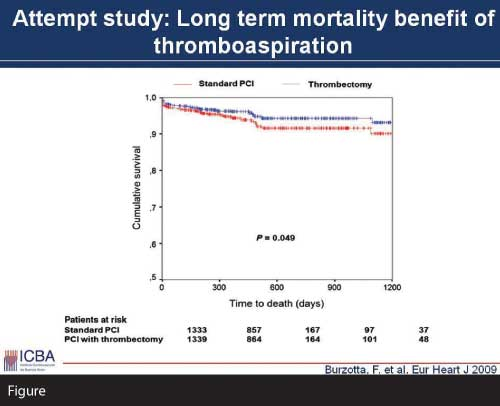 Attempt study: Long term mortality benefit of
thromboaspiration
Standard PCI
Thrombectomy
1,0
,9
,8
,7
,6
,5
Cumulative survival
P = 0.049
0
300
600
900
1200
Time to death (days)
Patients at risk
Standard PCI 1333 857 167 97 37
PCI with thrombectomy 1339 864 164 101 48
ICBA
Burzotta, F, et al, Eur Heart J 2009
Figure